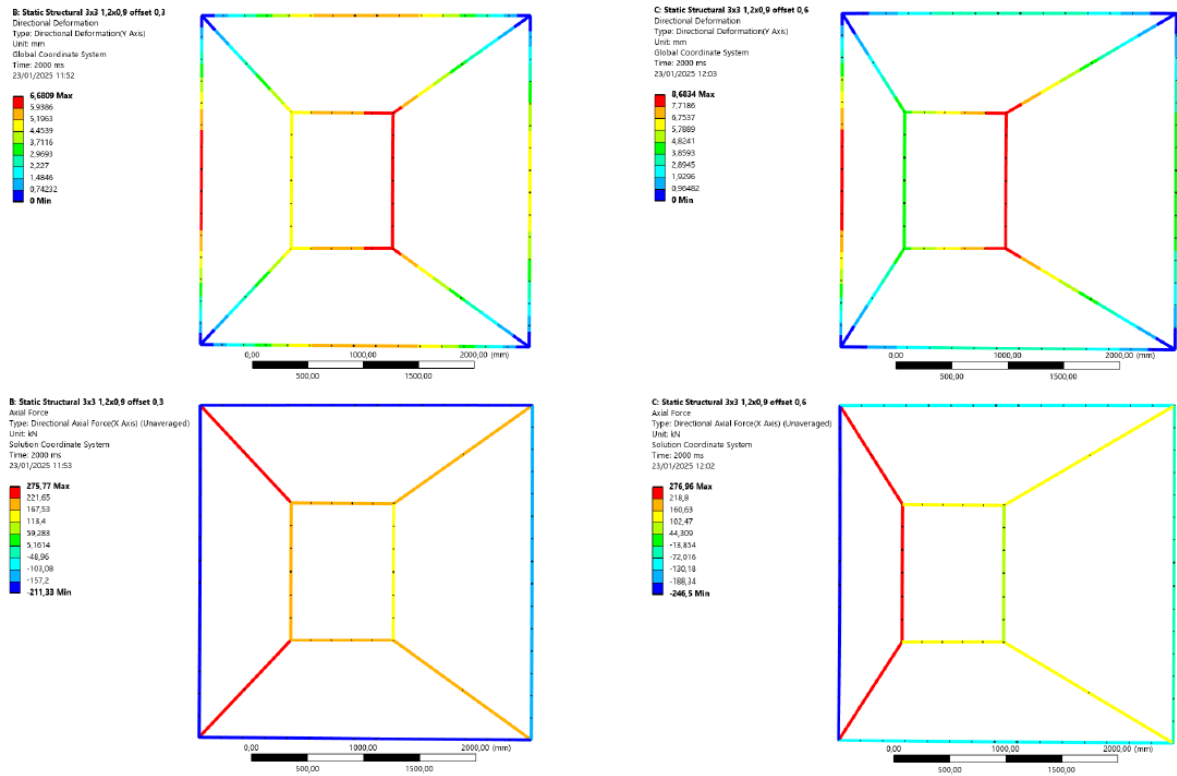 B: Static Structural 3x3 1,2x0,9 offset 0,3
Directional Deformation
Type: Directional Deformation(Y Axis)
Unit: mm
Global Coordinate System
Time: 2000 ms
23/01/2025 11:52
6,6809 Max
5,9386
5,1963
4,4539
3,7116
2,9693
2,227
1,4846
0,74232
0 Min
0,00 1000,00 2000,00 (mm)
500,00 1500,00
C: Static Structural 3x3 1,2x0,9 offset 0,6
Directional Deformation
Type: Directional Deformation(Y Axis)
Unit: mm
Global Coordinate System
Time: 2000 ms
23/01/2025 12:03
8,6834 Max
7,7186
6,7537
5,7889
4,8241
3,8593
2,8945
1,9296
0,96482
0 Min
0,00 1000,00 2000,00 (mm)
500,00 1500,00
B: Static Structural 3x3 1,2x0,9 offset 0,3
Axial Force
Type: Directional Axial Force(X Axis) (Unaveraged)
Unit: kN
Solution Coordinate System
Time: 2000 ms
23/01/2025 11:53
275,77 Max
221,65
167,53
113,4
59,283
5,1614
-48,96
-103,08
-157,2
-211,33 Min
0,00 1000,00 2000,00 (mm)
500,00 1500,00
C: Static Structural 3x3 1,2x0,9 offset 0,6
Axial Force
Type: Directional Axial Force(X Axis) (Unaveraged)
Unit: kN
Solution Coordinate System
Time: 2000 ms
23/01/2025 12:02
276,96 Max
218,8
160,63
102,47
44,309
-13,854
-72,016
-130,18
-188,34
-246,5 Min
0,00 1000,00 2000,00 (mm)
500,00 1500,00